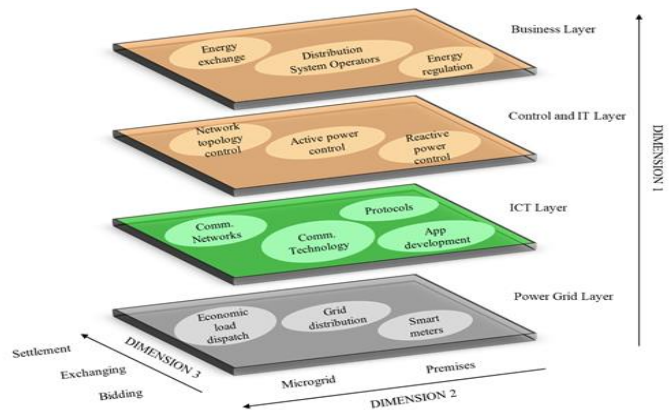 Business Layer
Energy
exchange
Distribution
System Operators
Energy
regulation
Control and IT Layer
Network
topology
control
Active power
control
Reactive
power
control
DIMENSION 1
ICT Layer
Protocols
Comm.
Networks
Comm.
Technology
App
development
Power Grid Layer
Economic
load
dispatch
Grid
distribution
Smart
meters
Settlement
Exchanging
Bidding
DIMENSION 3
Microgrid
Premises
DIMENSION 2